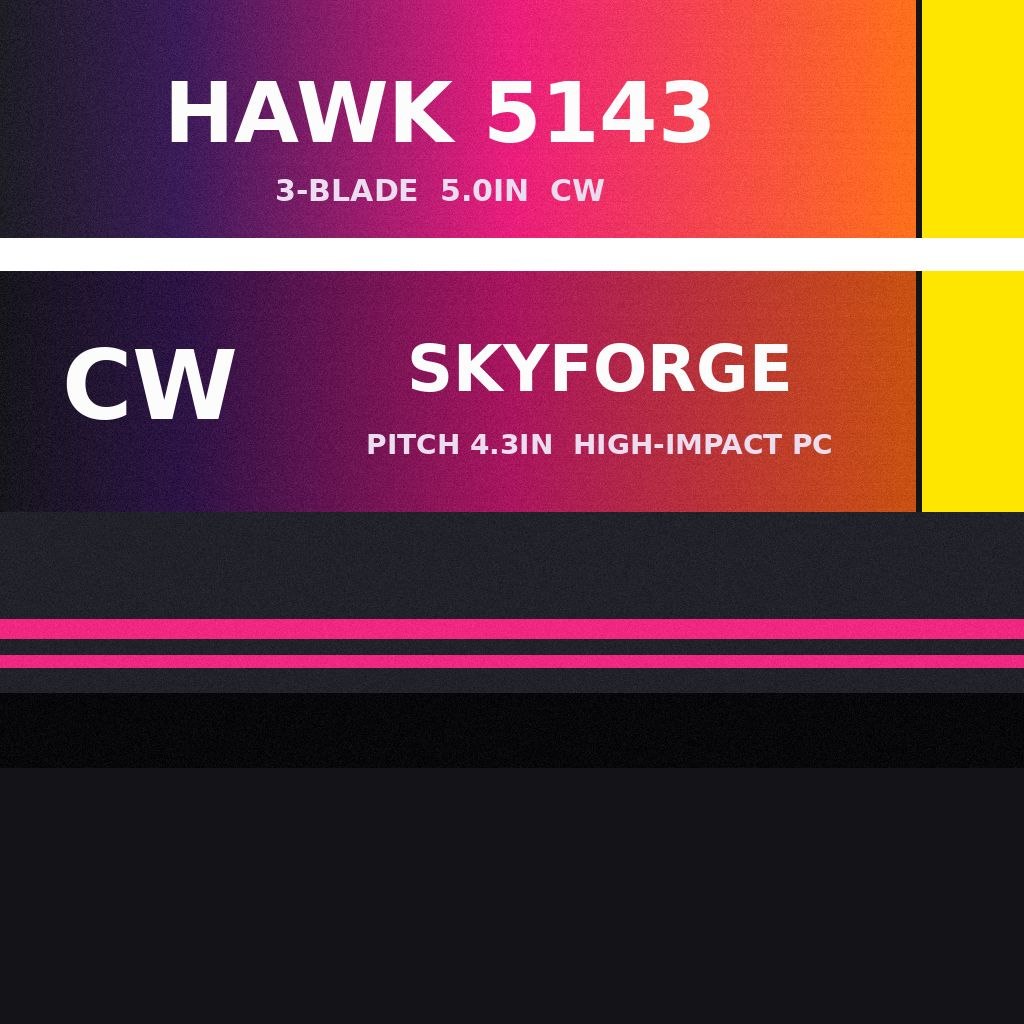 HAWK 5143
3-BLADE 5.0IN CW
CW
SKYFORGE
PITCH 4.3IN HIGH-IMPACT PC